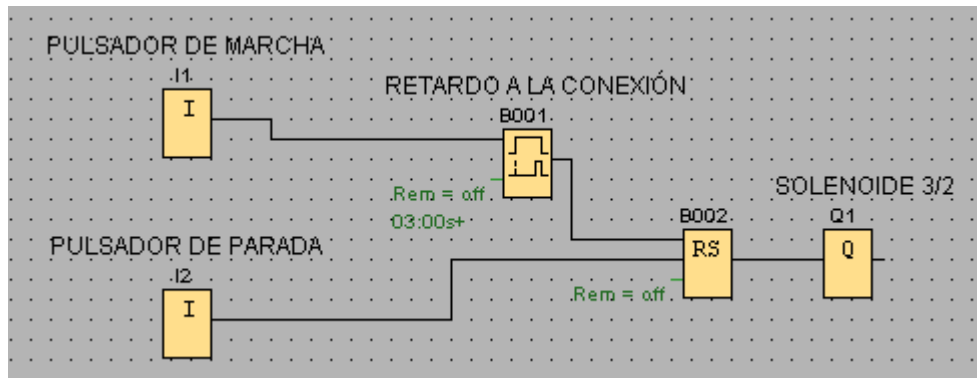 PULSADOR DE MARCHA
I1
I
RETARDO A LA CONEXIÓN
B001
Rem = off
03:00s+
SOLENOIDE 3/2
B002
Q1
RS
Q
Rem = off
PULSADOR DE PARADA
I2
I